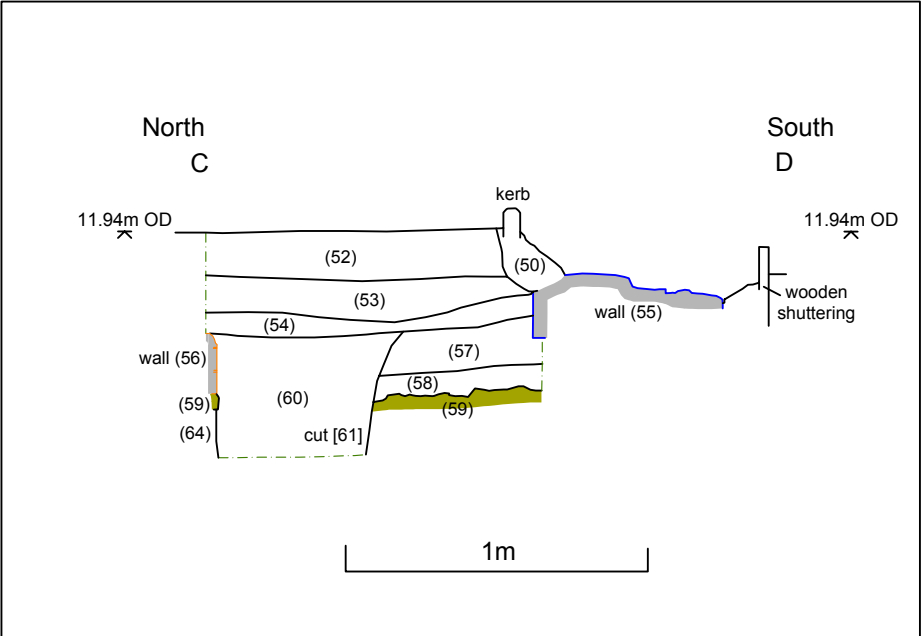 North
South
C
D
kerb
11.94m OD
11.94m OD
(52)
(50)
(53)
wooden
shuttering
wall (55)
(54)
wall (56)
(57)
(58)
(59)
(60)
(59)
(64)
cut [61]
1m